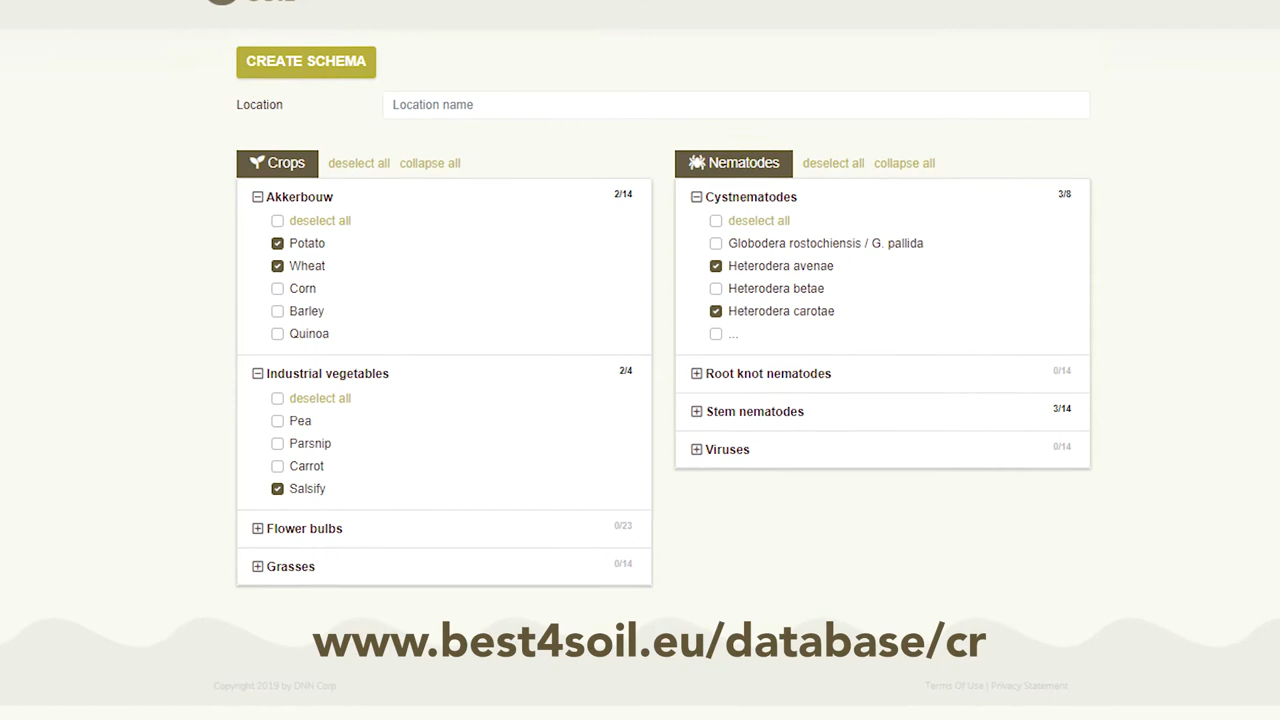 CREATE SCHEMA
Location
Location name
Crops deselect all collapse all
Akkerbouw 2/14
deselect all
Potato
Wheat
Corn
Barley
Quinoa
Industrial vegetables 2/4
deselect all
Pea
Parsnip
Carrot
Salsify
Flower bulbs 0/23
Grasses 0/14
Nematodes deselect all collapse all
Cystnematodes 3/8
deselect all
Globodera rostochiensis / G. pallida
Heterodera avenae
Heterodera betae
Heterodera carotae
...
Root knot nematodes 0/14
Stem nematodes 3/14
Viruses 0/14
www.best4soil.eu/database/cr
Copyright 2019 by DNN Corp
Terms Of Use | Privacy Statement